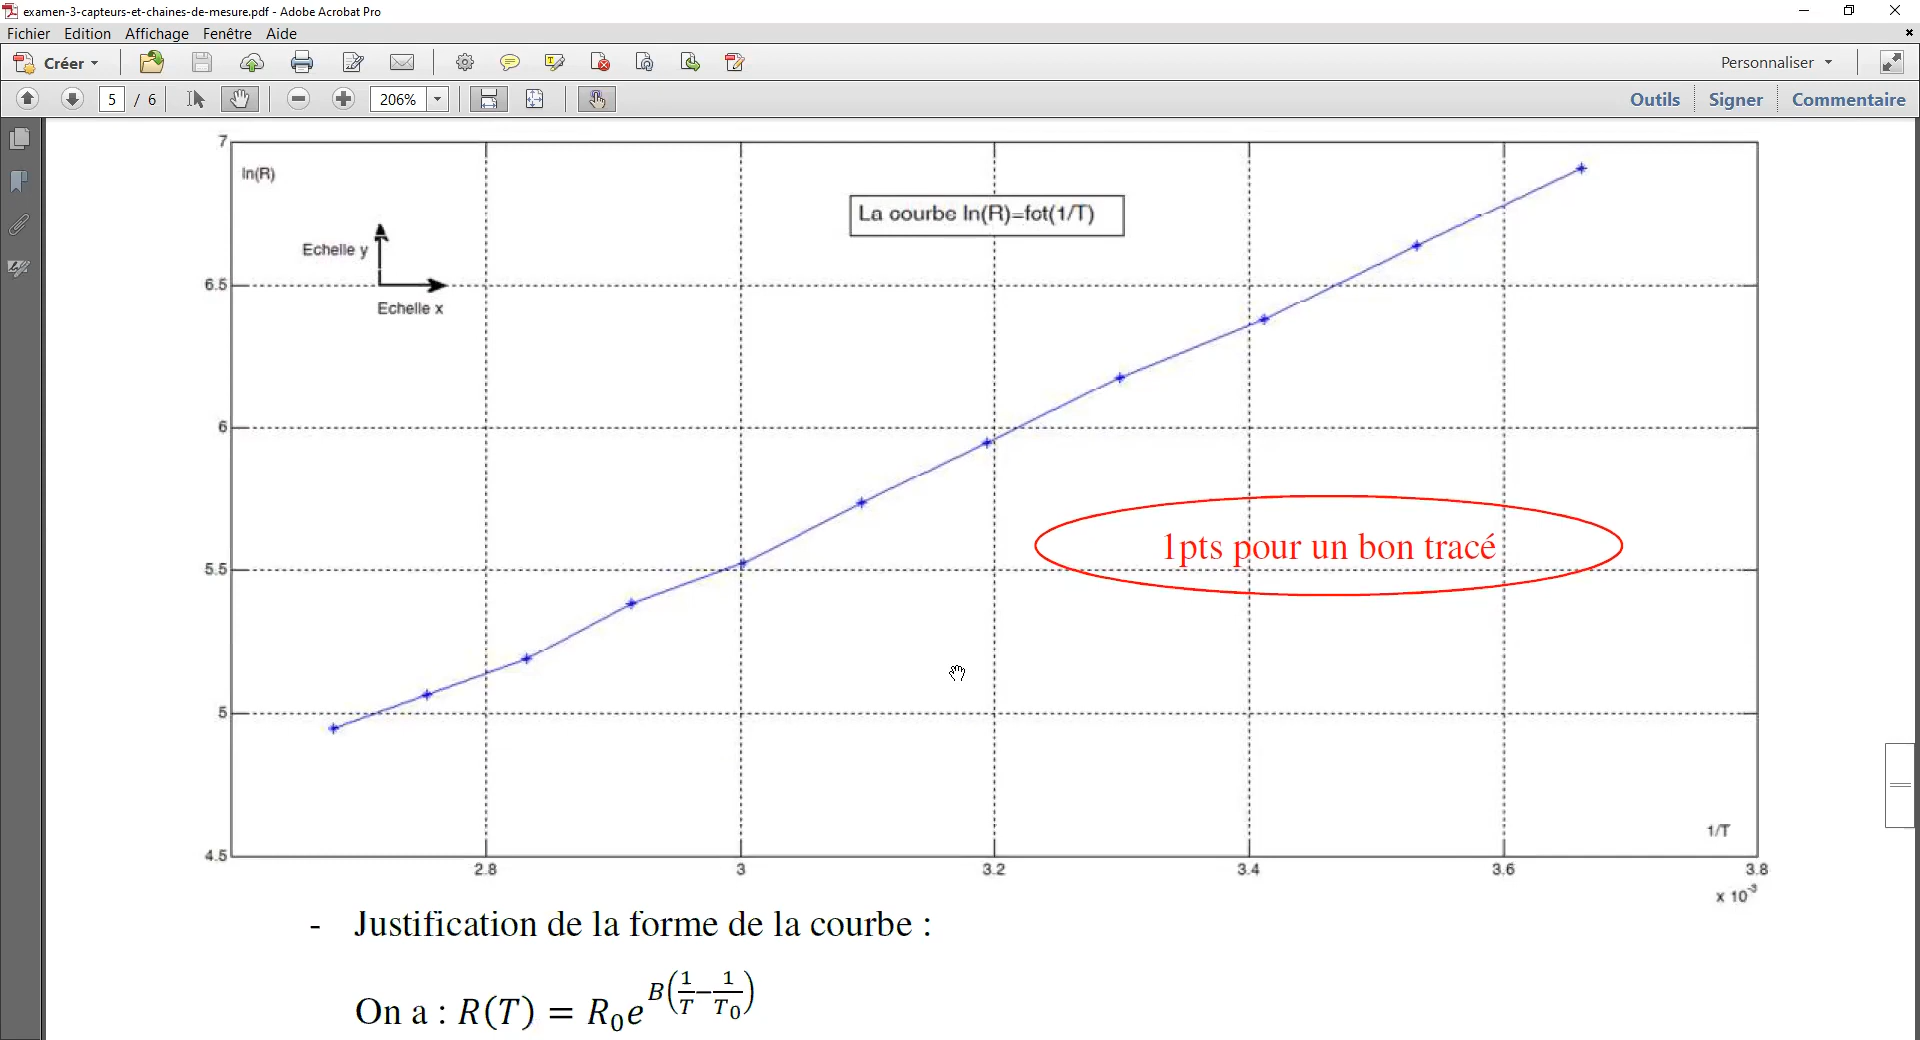 examen-3-capteurs-et-chaines-de-mesure.pdf - Adobe Acrobat Pro
Fichier Edition Affichage Fenêtre Aide
Créer
Personnaliser
5 / 6
206%
Outils Signer Commentaire
7
ln(R)
La courbe ln(R)=fct(1/T)
Echelle y
6.5
Echelle x
6
1pts pour un bon tracé
5.5
5
1/T
4.5
2.8 3 3.2 3.4 3.6 3.8
x 10^-3
- Justification de la forme de la courbe :
On a : R(T) = R₀e^B(1/T − 1/T₀)